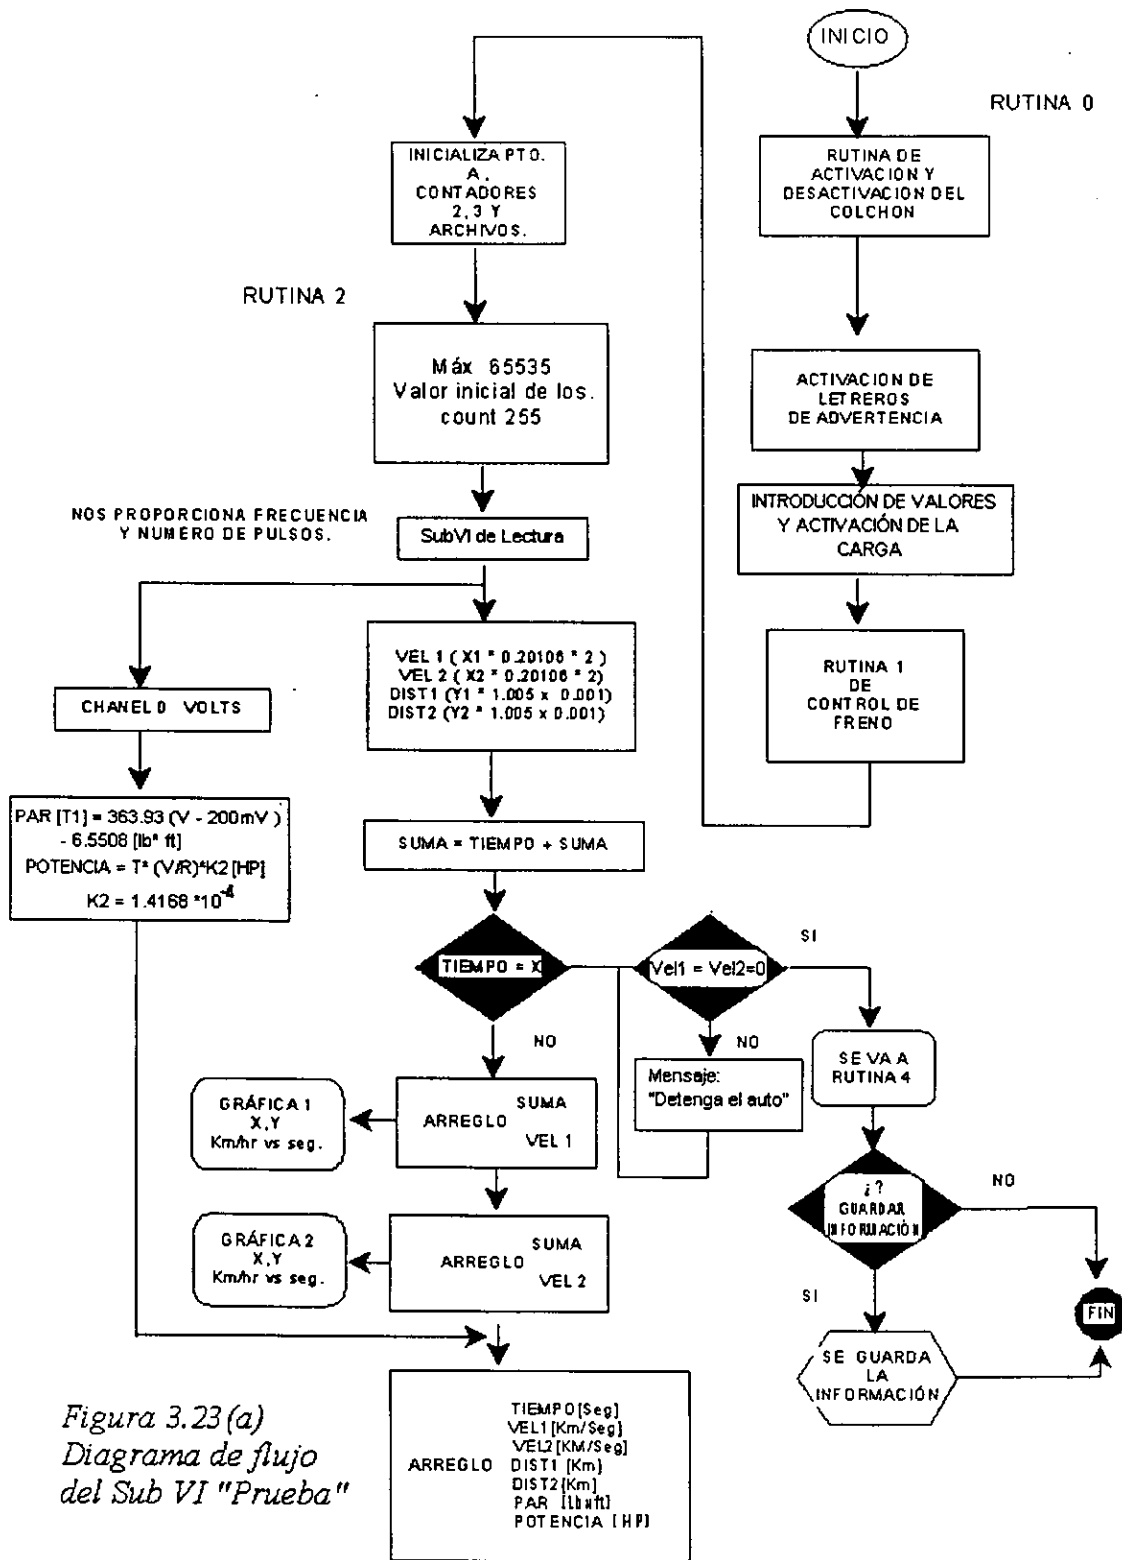 INICIO
RUTINA 0
RUTINA DE
ACTIVACION Y
DESACTIVACION DEL
COLCHON
ACTIVACION DE
LETREROS
DE ADVERTENCIA
INTRODUCCIÓN DE VALORES
Y ACTIVACIÓN DE LA
CARGA
RUTINA 1
DE
CONTROL DE
FRENO
INICIALIZA PTO.
A,
CONTADORES
2,3 Y
ARCHIVOS.
RUTINA 2
Máx 65535
Valor inicial de los.
count 255
NOS PROPORCIONA FRECUENCIA
Y NUMERO DE PULSOS.
SubVI de Lectura
VEL 1 ( X1 * 0.20106 * 2 )
VEL 2 ( X2 * 0.20106 * 2)
DIST1 (Y1 * 1.005 x 0.001)
DIST2 (Y2 * 1.005 x 0.001)
CHANEL 0 VOLTS
PAR [T1] = 363.93 (V - 200mV )
- 6.5508 [lb* ft]
POTENCIA = T* (V/R)*K2 [HP]
K2 = 1.4168 *10-4
SUMA = TIEMPO + SUMA
TIEMPO = X
Vel1 = Vel2=0
SI
NO
NO
Mensaje:
"Detenga el auto"
SE VA A
RUTINA 4
GRÁFICA 1
X,Y
Km/hr vs seg.
SUMA
ARREGLO
VEL 1
GRÁFICA 2
X,Y
Km/hr vs seg.
SUMA
ARREGLO
VEL 2
¿ ?
GUARDAR
INFORMACIÓN
NO
SI
FIN
SE GUARDA
LA
INFORMACIÓN
TIEMPO[Seg]
VEL1[Km/Seg]
VEL2[KM/Seg]
ARREGLO DIST1 [Km]
DIST2[Km]
PAR [lb*ft]
POTENCIA [HP]
Figura 3.23(a)
Diagrama de flujo
del Sub VI "Prueba"